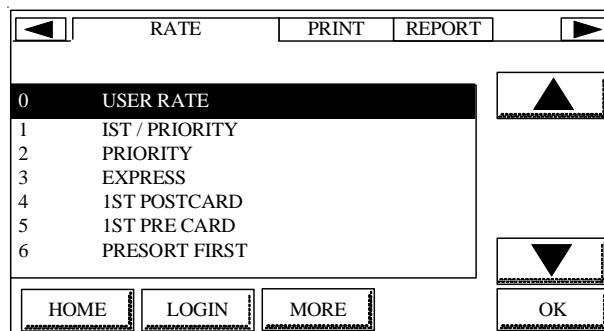 RATE PRINT REPORT
0 USER RATE
1 IST / PRIORITY
2 PRIORITY
3 EXPRESS
4 1ST POSTCARD
5 1ST PRE CARD
6 PRESORT FIRST
HOME LOGIN MORE OK